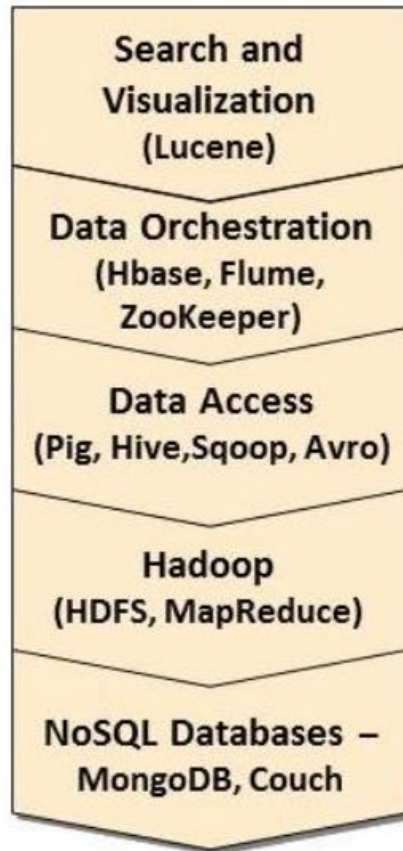 Search and
Visualization
(Lucene)
Data Orchestration
(Hbase, Flume,
ZooKeeper)
Data Access
(Pig, Hive,Sqoop, Avro)
Hadoop
(HDFS, MapReduce)
NoSQL Databases –
MongoDB, Couch